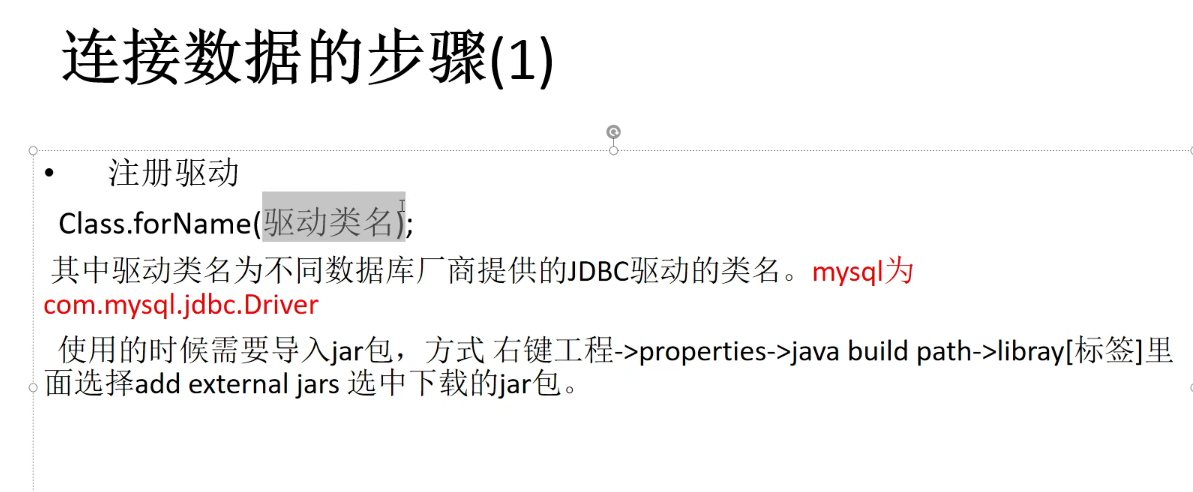 连接数据的步骤(1)
• 注册驱动
Class.forName(驱动类名);
其中驱动类名为不同数据库厂商提供的JDBC驱动的类名。mysql为
com.mysql.jdbc.Driver
使用的时候需要导入jar包，方式 右键工程->properties->java build path->libray[标签]里
面选择add external jars 选中下载的jar包。